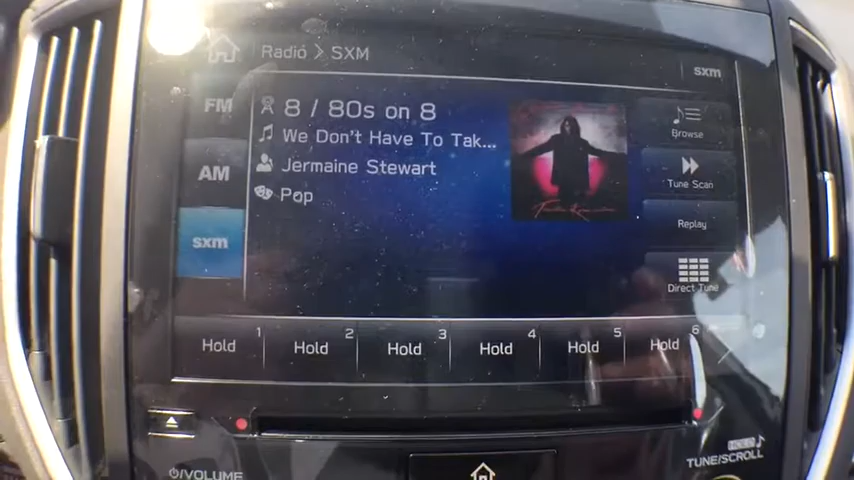 Radio > SXM
sxm
FM
8 / 80s on 8
We Don't Have To Tak...
Browse
AM
Jermaine Stewart
Pop
Tune Scan
sxm
Replay
Direct Tune
Hold 1 Hold 2 Hold 3 Hold 4 Hold 5 Hold 6
VOLUME
TUNE/SCROLL